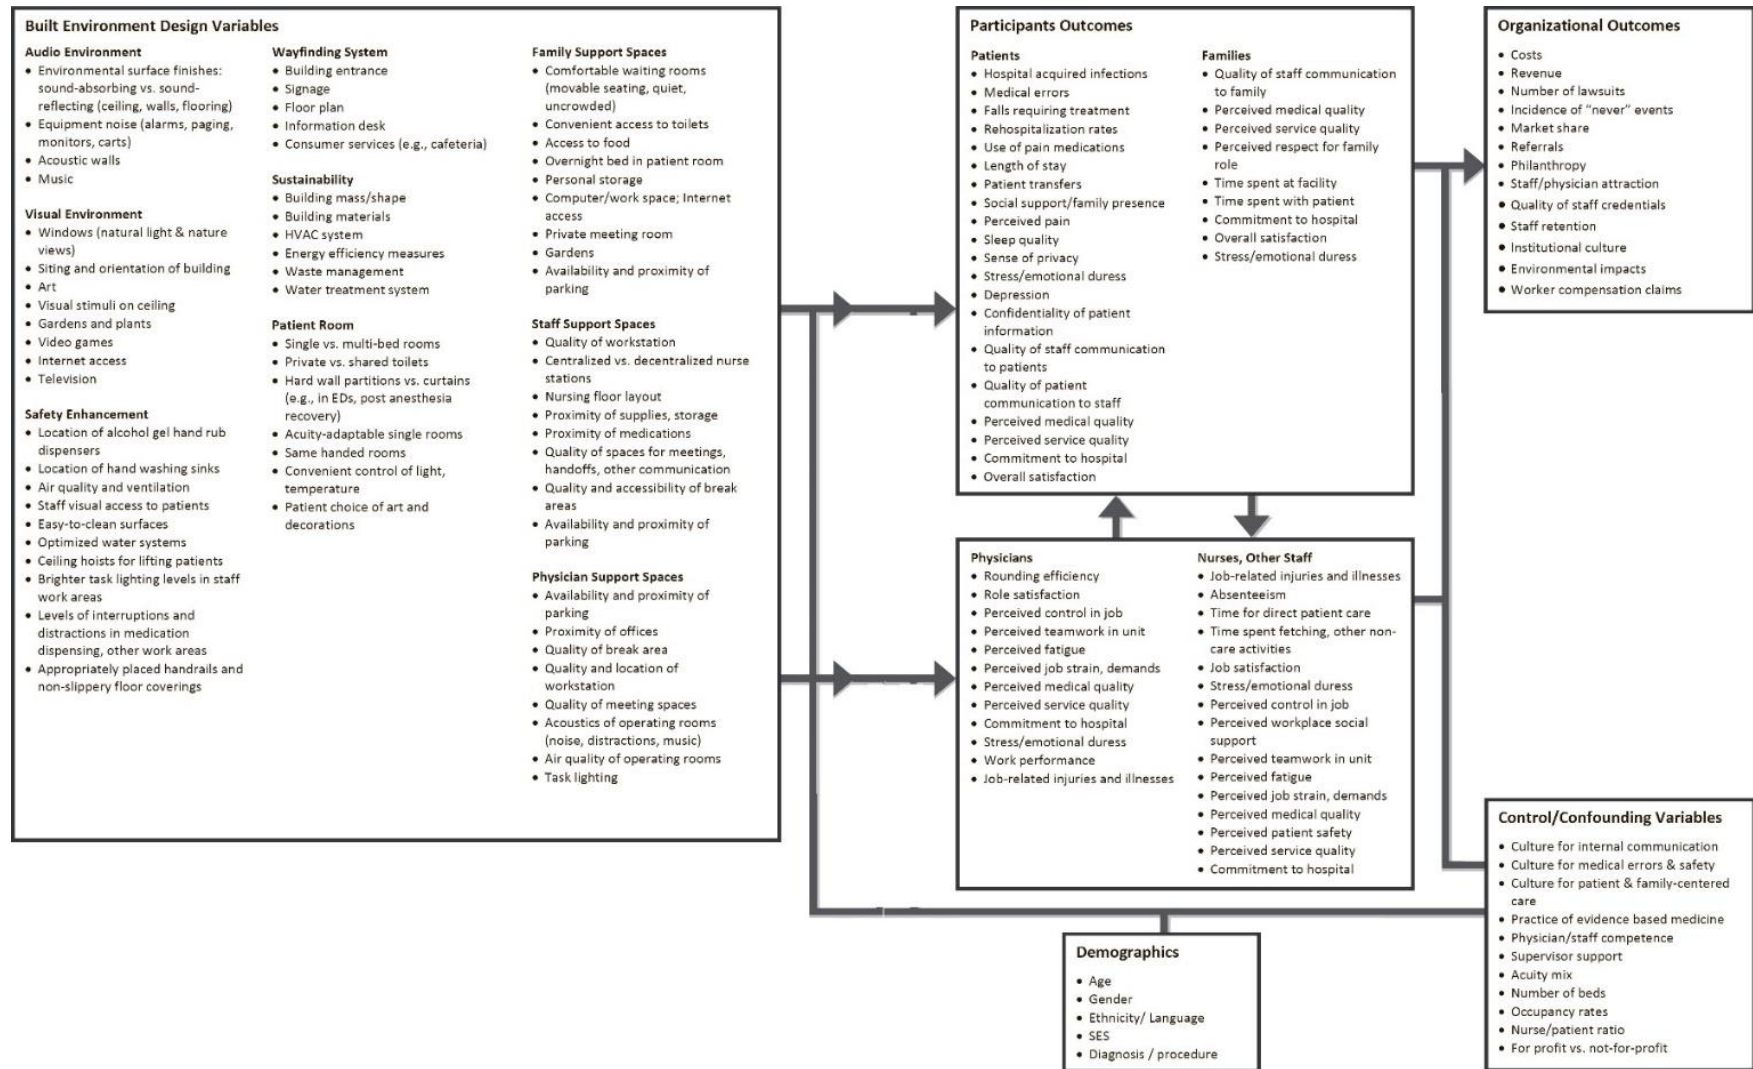 Built Environment Design Variables
Audio Environment
• Environmental surface finishes:
sound-absorbing vs. sound-
reflecting (ceiling, walls, flooring)
• Equipment noise (alarms, paging,
monitors, carts)
• Acoustic walls
• Music
Visual Environment
• Windows (natural light & nature
views)
• Siting and orientation of building
• Art
• Visual stimuli on ceiling
• Gardens and plants
• Video games
• Internet access
• Television
Safety Enhancement
• Location of alcohol gel hand rub
dispensers
• Location of hand washing sinks
• Air quality and ventilation
• Staff visual access to patients
• Easy-to-clean surfaces
• Optimized water systems
• Ceiling hoists for lifting patients
• Brighter task lighting levels in staff
work areas
• Levels of interruptions and
distractions in medication
dispensing, other work areas
• Appropriately placed handrails and
non-slippery floor coverings
Wayfinding System
• Building entrance
• Signage
• Floor plan
• Information desk
• Consumer services (e.g., cafeteria)
Sustainability
• Building mass/shape
• Building materials
• HVAC system
• Energy efficiency measures
• Waste management
• Water treatment system
Patient Room
• Single vs. multi-bed rooms
• Private vs. shared toilets
• Hard wall partitions vs. curtains
(e.g., in EDs, post anesthesia
recovery)
• Acuity-adaptable single rooms
• Same handed rooms
• Convenient control of light,
temperature
• Patient choice of art and
decorations
Family Support Spaces
• Comfortable waiting rooms
(movable seating, quiet,
uncrowded)
• Convenient access to toilets
• Access to food
• Overnight bed in patient room
• Personal storage
• Computer/work space; Internet
access
• Private meeting room
• Gardens
• Availability and proximity of
parking
Staff Support Spaces
• Quality of workstation
• Centralized vs. decentralized nurse
stations
• Nursing floor layout
• Proximity of supplies, storage
• Proximity of medications
• Quality of spaces for meetings,
handoffs, other communication
• Quality and accessibility of break
areas
• Availability and proximity of
parking
Physician Support Spaces
• Availability and proximity of
parking
• Proximity of offices
• Quality of break area
• Quality and location of
workstation
• Quality of meeting spaces
• Acoustics of operating rooms
(noise, distractions, music)
• Air quality of operating rooms
• Task lighting
Participants Outcomes
Patients
• Hospital acquired infections
• Medical errors
• Falls requiring treatment
• Rehospitalization rates
• Use of pain medications
• Length of stay
• Patient transfers
• Social support/family presence
• Perceived pain
• Sleep quality
• Sense of privacy
• Stress/emotional duress
• Depression
• Confidentiality of patient
information
• Quality of staff communication
to patients
• Quality of patient
communication to staff
• Perceived medical quality
• Perceived service quality
• Commitment to hospital
• Overall satisfaction
Families
• Quality of staff communication
to family
• Perceived medical quality
• Perceived service quality
• Perceived respect for family
role
• Time spent at facility
• Time spent with patient
• Commitment to hospital
• Overall satisfaction
• Stress/emotional duress
Physicians
• Rounding efficiency
• Role satisfaction
• Perceived control in job
• Perceived teamwork in unit
• Perceived fatigue
• Perceived job strain, demands
• Perceived medical quality
• Perceived service quality
• Commitment to hospital
• Stress/emotional duress
• Work performance
• Job-related injuries and illnesses
Nurses, Other Staff
• Job-related injuries and illnesses
• Absenteeism
• Time for direct patient care
• Time spent fetching, other non-
care activities
• Job satisfaction
• Stress/emotional duress
• Perceived control in job
• Perceived workplace social
support
• Perceived teamwork in unit
• Perceived fatigue
• Perceived job strain, demands
• Perceived medical quality
• Perceived patient safety
• Perceived service quality
• Commitment to hospital
Organizational Outcomes
• Costs
• Revenue
• Number of lawsuits
• Incidence of “never” events
• Market share
• Referrals
• Philanthropy
• Staff/physician attraction
• Quality of staff credentials
• Staff retention
• Institutional culture
• Environmental impacts
• Worker compensation claims
Control/Confounding Variables
• Culture for internal communication
• Culture for medical errors & safety
• Culture for patient & family-centered
care
• Practice of evidence based medicine
• Physician/staff competence
• Supervisor support
• Acuity mix
• Number of beds
• Occupancy rates
• Nurse/patient ratio
• For profit vs. not-for-profit
Demographics
• Age
• Gender
• Ethnicity/ Language
• SES
• Diagnosis / procedure